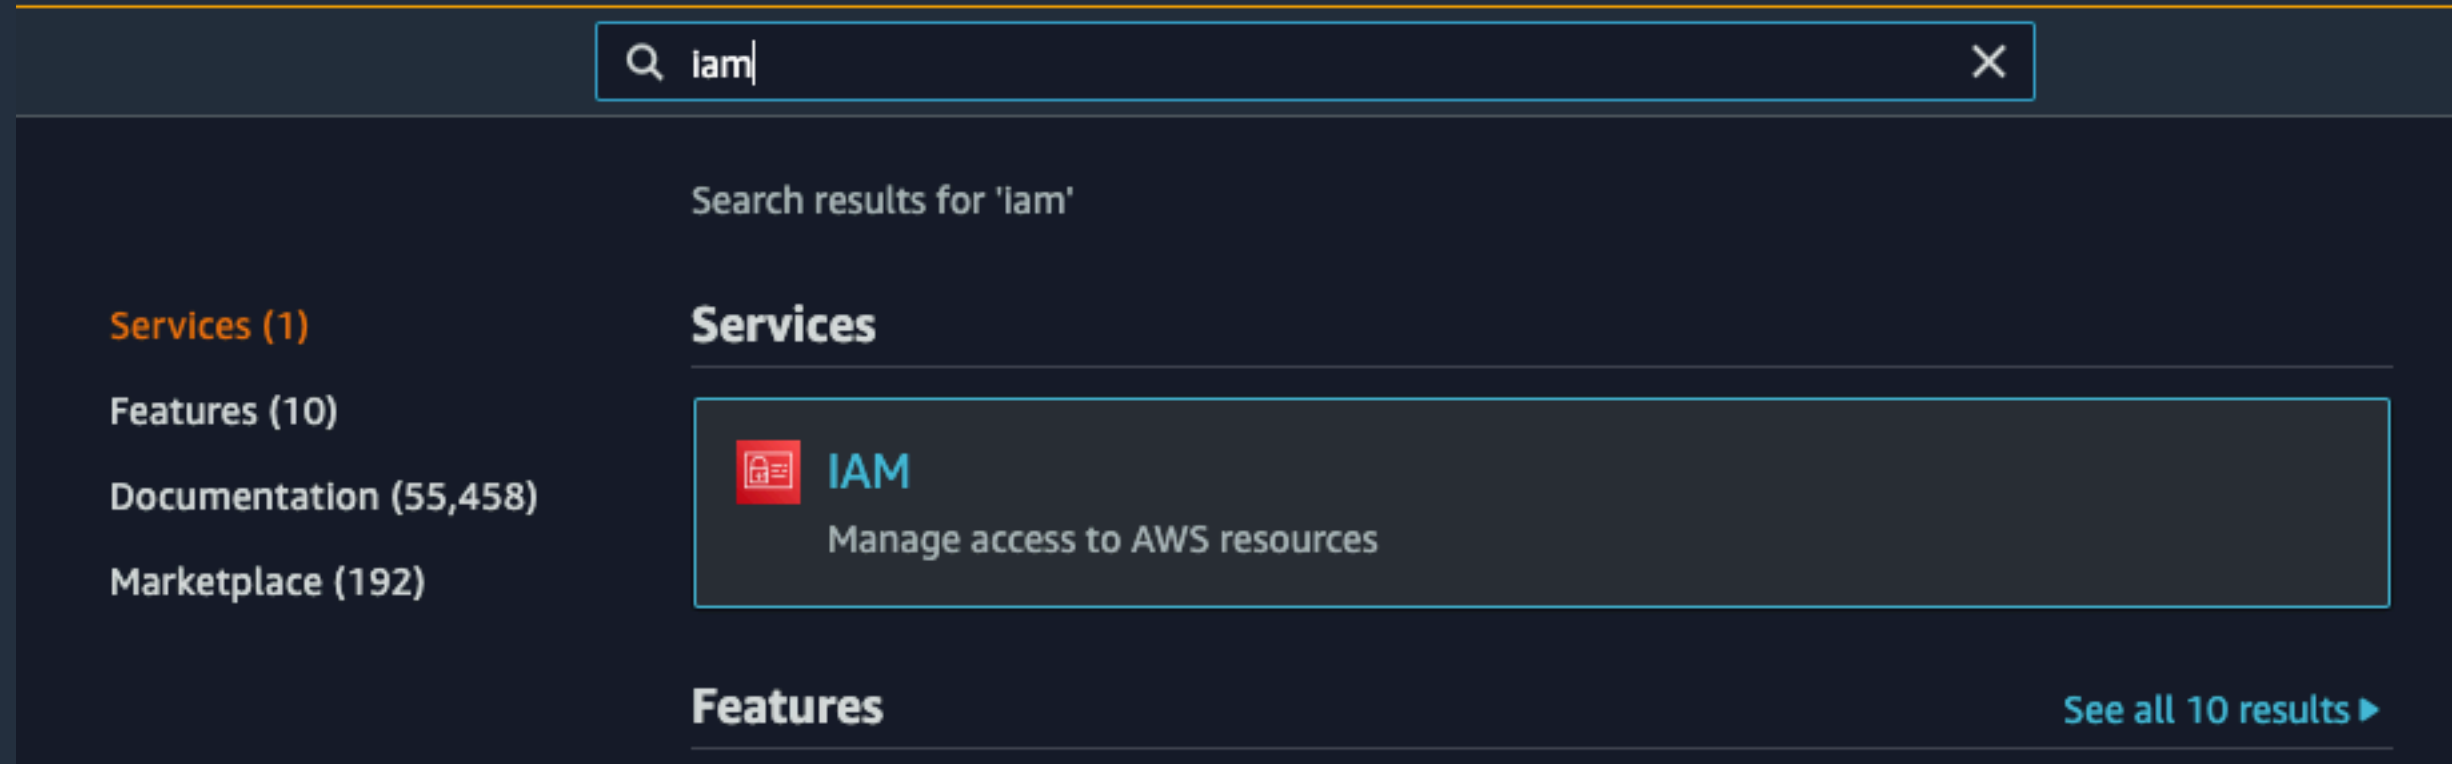 iam
Search results for 'iam'
Services (1)
Features (10)
Documentation (55,458)
Marketplace (192)
Services
IAM
Manage access to AWS resources
Features
See all 10 results